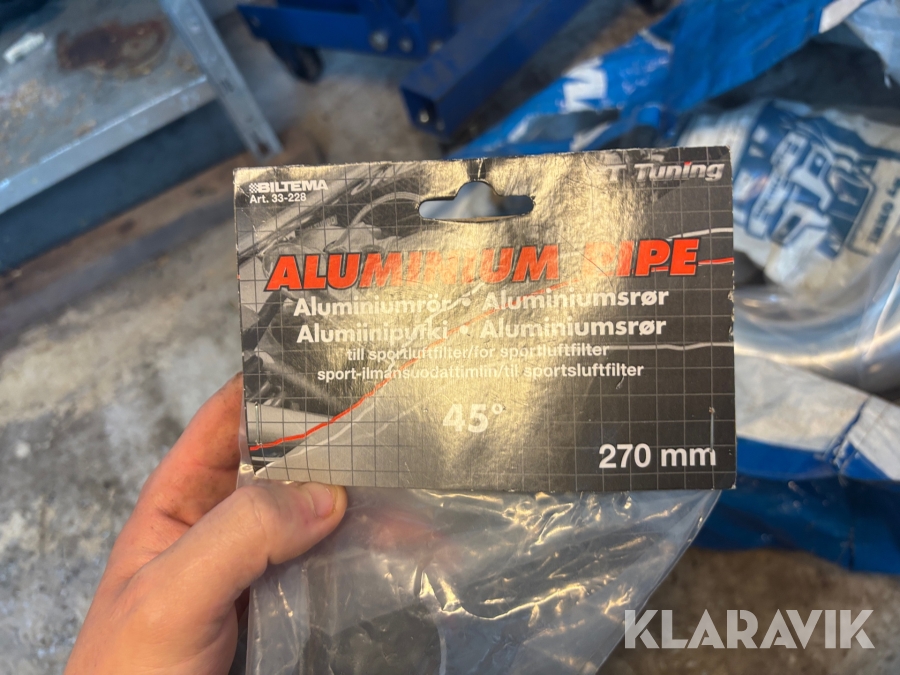 BILTEMA
Art. 33-228
Tuning
ALUMINIUM PIPE
Aluminiumrör • Aluminiumsrør
Alumiiniputki • Aluminiumsrør
till sportluftfilter/for sportluftfilter
sport-ilmansuodattimiin/til sportsluftfilter
45°
270 mm
KLARAVIK